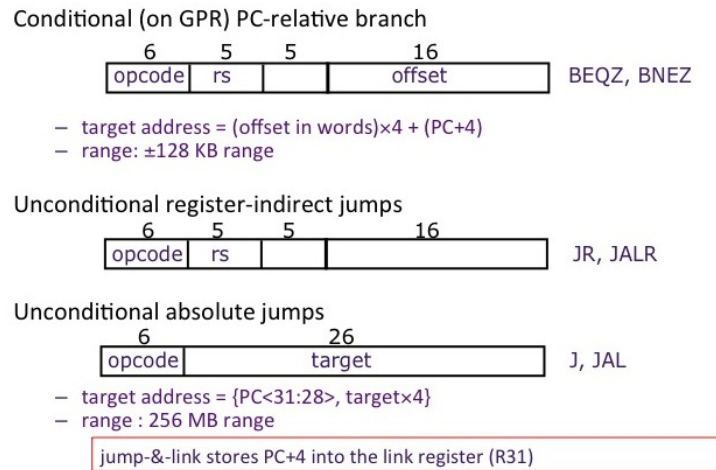 Conditional (on GPR) PC-relative branch
6 5 5 16
opcode rs offset BEQZ, BNEZ
– target address = (offset in words)×4 + (PC+4)
– range: ±128 KB range
Unconditional register-indirect jumps
6 5 5 16
opcode rs JR, JALR
Unconditional absolute jumps
6 26
opcode target J, JAL
– target address = {PC<31:28>, target×4}
– range : 256 MB range
jump-&-link stores PC+4 into the link register (R31)